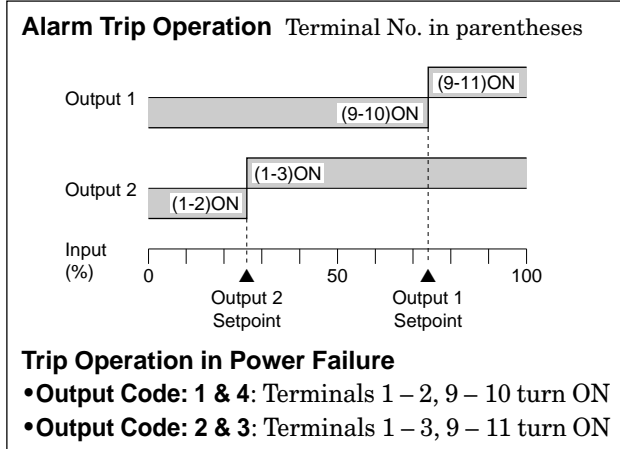 Alarm Trip Operation Terminal No. in parentheses
(9-11)ON
Output 1
(9-10)ON
(1-3)ON
Output 2
(1-2)ON
Input
(%)
0 50 100
Output 2 Output 1
Setpoint Setpoint
Trip Operation in Power Failure
•Output Code: 1 & 4: Terminals 1 – 2, 9 – 10 turn ON
•Output Code: 2 & 3: Terminals 1 – 3, 9 – 11 turn ON